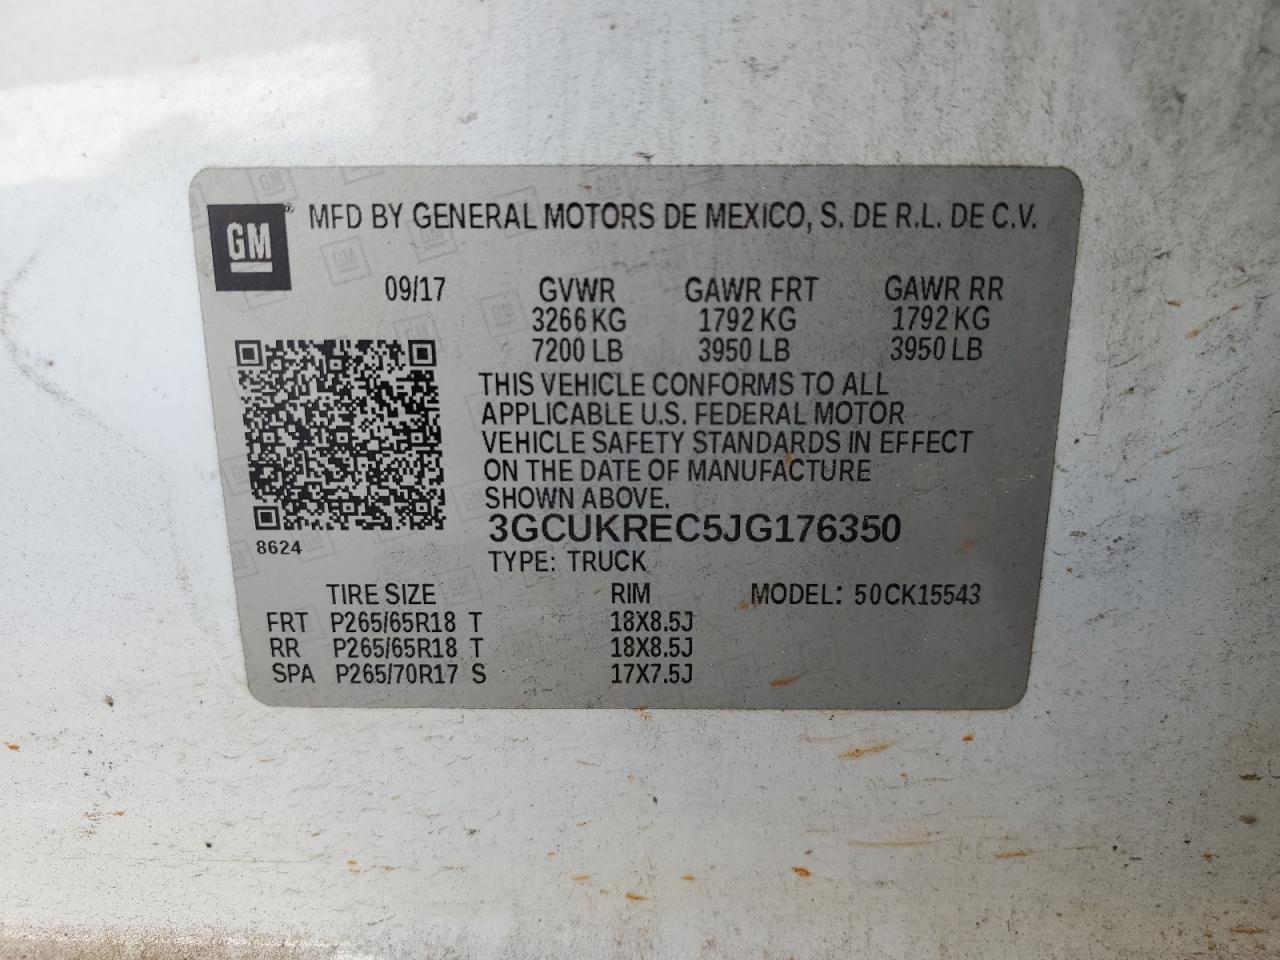 GM
MFD BY GENERAL MOTORS DE MEXICO, S. DE R.L. DE C.V.
09/17 GVWR GAWR FRT GAWR RR
3266 KG 1792 KG 1792 KG
7200 LB 3950 LB 3950 LB
THIS VEHICLE CONFORMS TO ALL
APPLICABLE U.S. FEDERAL MOTOR
VEHICLE SAFETY STANDARDS IN EFFECT
ON THE DATE OF MANUFACTURE
SHOWN ABOVE.
3GCUKREC5JG176350
8624
TYPE: TRUCK
TIRE SIZE RIM MODEL: 50CK15543
FRT P265/65R18 T 18X8.5J
RR P265/65R18 T 18X8.5J
SPA P265/70R17 S 17X7.5J